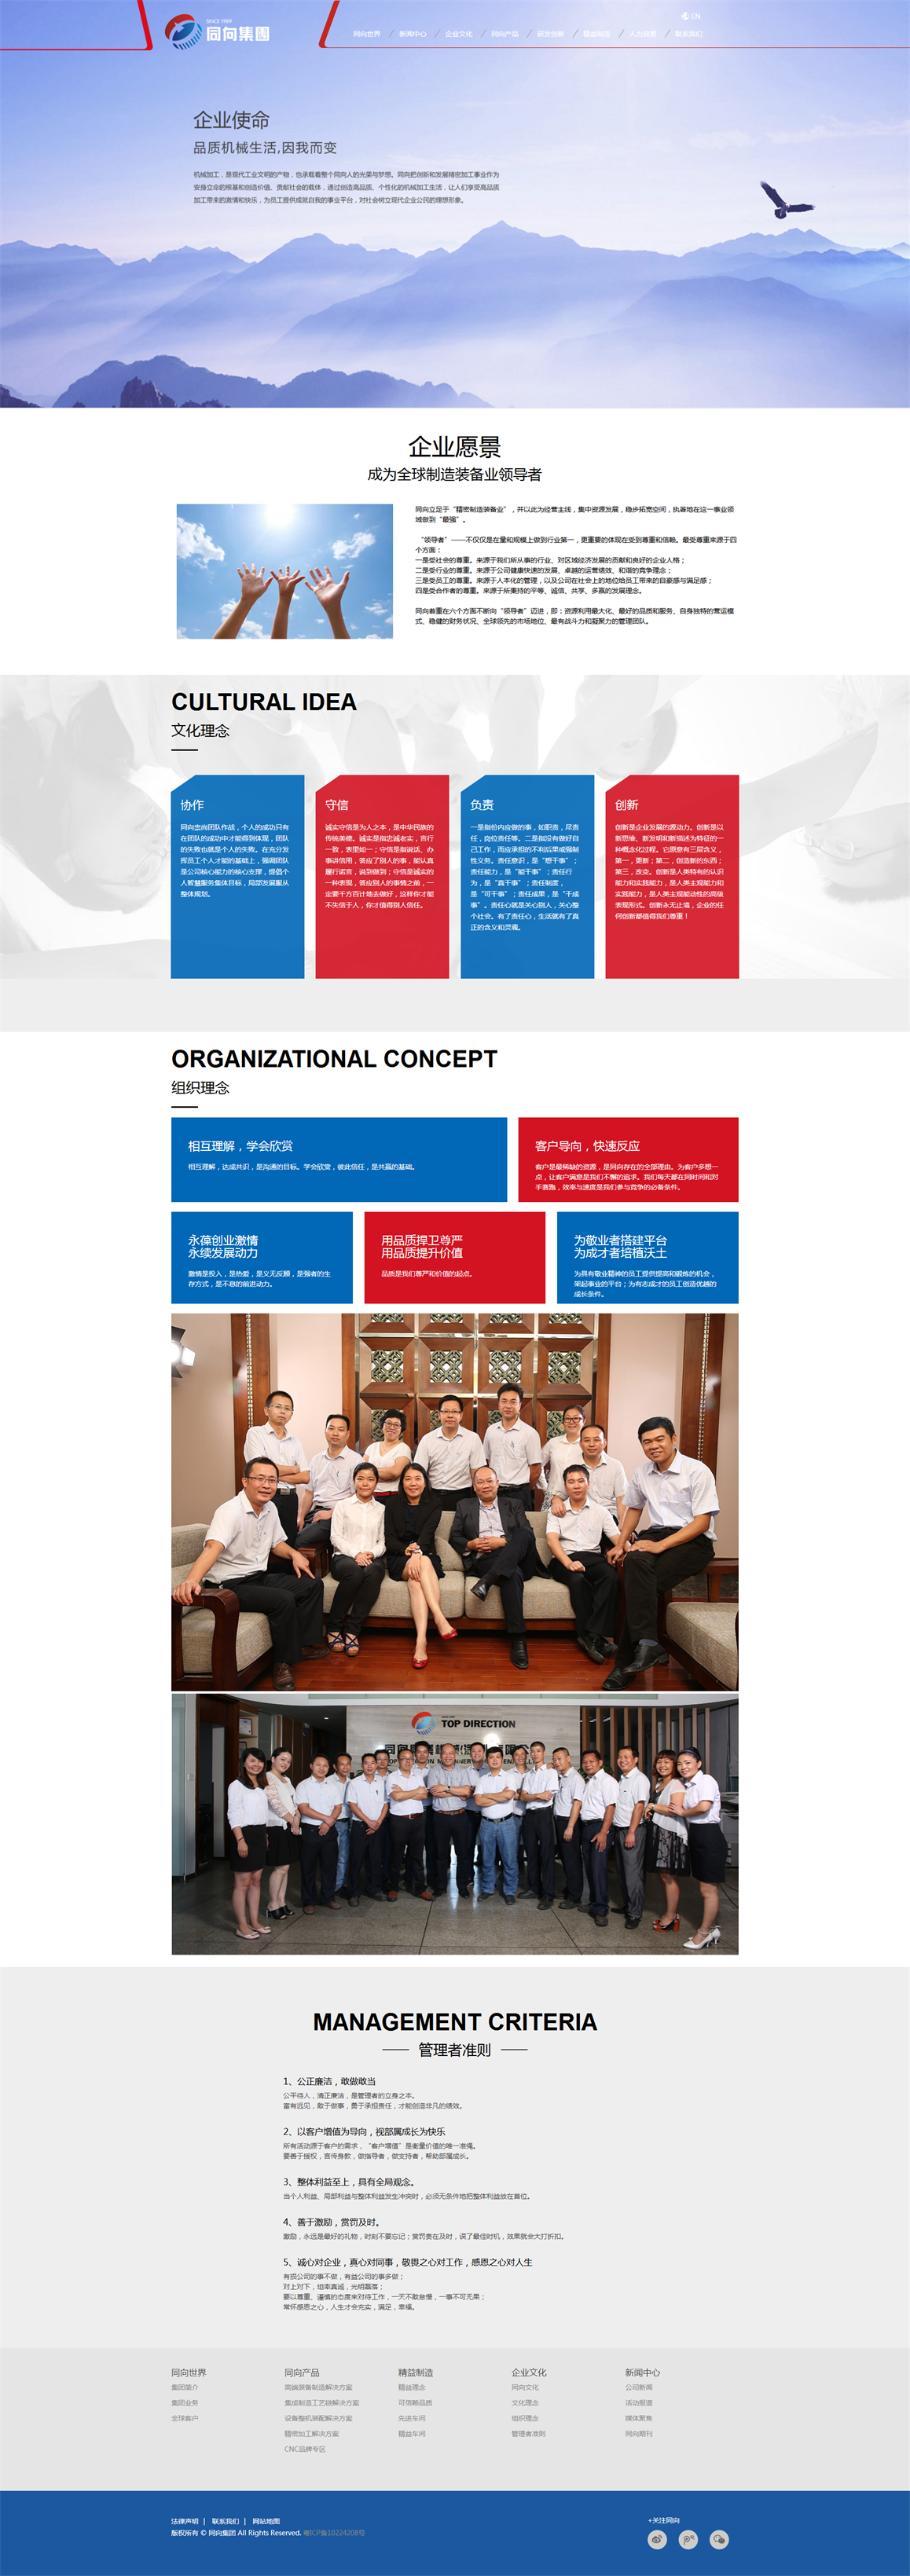 SINCE 1989
同向集团
EN
同向世界
新闻中心
企业文化
同向产品
研发创新
精益制造
人力资源
联系我们
企业使命
品质机械生活,因我而变
机械加工，是现代工业文明的产物，也承载着整个同向人的光荣与梦想。同向把创新和发展精密加工事业作为
安身立命的根基和创造价值、贡献社会的载体，通过创造高品质、个性化的机械加工生活，让人们享受高品质
加工带来的激情和快乐，为员工提供成就自我的事业平台，对社会树立现代企业公民的理想形象。
企业愿景
成为全球制造装备业领导者
同向立足于“精密制造装备业”，并以此为经营主线，集中资源发展，稳步拓宽空间，执着地在这一事业领
域做到“最强”。
“领导者”——不仅仅是在量和规模上做到行业第一，更重要的体现在受到尊重和信赖。最受尊重来源于四
个方面：
一是受社会的尊重。来源于我们所从事的行业、对区域经济发展的贡献和良好的企业人格；
二是受行业的尊重。来源于公司健康快速的发展、卓越的运营绩效、和谐的竞争理念；
三是受员工的尊重。来源于人本化的管理，以及公司在社会上的地位给员工带来的自豪感与满足感；
四是受合作者的尊重。来源于所秉持的平等、诚信、共享、多赢的发展理念。
同向着重在六个方面不断向“领导者”迈进，即：资源利用最大化、最好的品质和服务、自身独特的营运模
式、稳健的财务状况、全球领先的市场地位、最有战斗力和凝聚力的管理团队。
CULTURAL IDEA
文化理念
协作
同向崇尚团队作战，个人的成功只有
在团队的成功中才能得到体现，团队
的失败也就是个人的失败。在充分发
挥员工个人才能的基础上，强调团队
是公司核心能力的核心支撑，提倡个
人智慧服务集体目标，局部发展服从
整体规划。
守信
诚实守信是为人之本，是中华民族的
传统美德。诚实是指忠诚老实，言行
一致，表里如一；守信是指说话、办
事讲信用，答应了别人的事，能认真
履行诺言，说到做到；守信是诚实的
一种表现，答应别人的事情之前，一
定要千方百计地去做好，这样你才能
不失信于人，你才值得别人信任。
负责
一是指份内应做的事，如职责，尽责
任，岗位责任等。二是指没有做好自
己工作，而应承担的不利后果或强制
性义务。责任意识，是“想干事”；
责任能力，是“能干事”；责任行
为，是“真干事”；责任制度，
是“可干事”；责任成果，是“干成
事”。责任心就是关心别人，关心整
个社会。有了责任心，生活就有了真
正的含义和灵魂。
创新
创新是企业发展的源动力。创新是以
新思维、新发明和新描述为特征的一
种概念化过程。它原意有三层含义，
第一，更新；第二，创造新的东西；
第三，改变。创新是人类特有的认识
能力和实践能力，是人类主观能力和
能力，是人类主观能动性的高级
表现形式。创新永无止境，企业的任
何创新都值得我们尊重！
ORGANIZATIONAL CONCEPT
组织理念
相互理解，学会欣赏
相互理解，达成共识，是沟通的目标。学会欣赏，彼此信任，是共赢的基础。
客户导向，快速反应
客户是最稀缺的资源，是同向存在的全部理由。为客户多想一
点，让客户满意是我们不懈的追求。我们每天都在同时间和对
手赛跑，效率与速度是我们参与竞争的必备条件。
永葆创业激情
永续发展动力
激情是投入，是热爱，是义无反顾，是强者的生
存方式，是不息的前进动力。
用品质捍卫尊严
用品质提升价值
品质是我们尊严和价值的起点。
为敬业者搭建平台
为成才者培植沃土
为具有敬业精神的员工提供提高和锻炼的机会，
架起事业的平台；为有志成才的员工创造优越的
成长条件。
TOP DIRECTION
MANAGEMENT CRITERIA
管理者准则
1、公正廉洁，敢做敢当
公平待人，清正廉洁，是管理者的立身之本。
富有远见，敢于做事，勇于承担责任，才能创造非凡的绩效。
2、以客户增值为导向，视部属成长为快乐
所有活动源于客户的需求，“客户增值”是衡量价值的唯一准绳。
要善于授权，言传身教，做指导者，做支持者，帮助部属成长。
3、整体利益至上，具有全局观念。
当个人利益、局部利益与整体利益发生冲突时，必须无条件地把整体利益放在首位。
4、善于激励，赏罚及时。
激励，永远是最好的礼物，时刻不要忘记；赏罚贵在及时，误了最佳时机，效果就会大打折扣。
5、诚心对企业，真心对同事，敬畏之心对工作，感恩之心对人生
有损公司的事不做，有益公司的事多做；
对上对下，坦率真诚，光明磊落；
要以尊重、谨慎的态度来对待工作，一天不敢怠慢，一事不可无果；
常怀感恩之心，人生才会充实，满足，幸福。
同向世界
集团简介
集团业务
全球客户
同向产品
高端装备制造解决方案
集成制造工艺链解决方案
设备整机装配解决方案
精密加工解决方案
CNC品牌专区
精益制造
精益理念
可信赖品质
先进车间
精益车间
企业文化
同向文化
文化理念
组织理念
管理者准则
新闻中心
公司新闻
活动报道
媒体聚焦
同向期刊
法律声明 | 联系我们 | 网站地图
版权所有 © 同向集团 All Rights Reserved. 粤ICP备10224208号
+关注同向